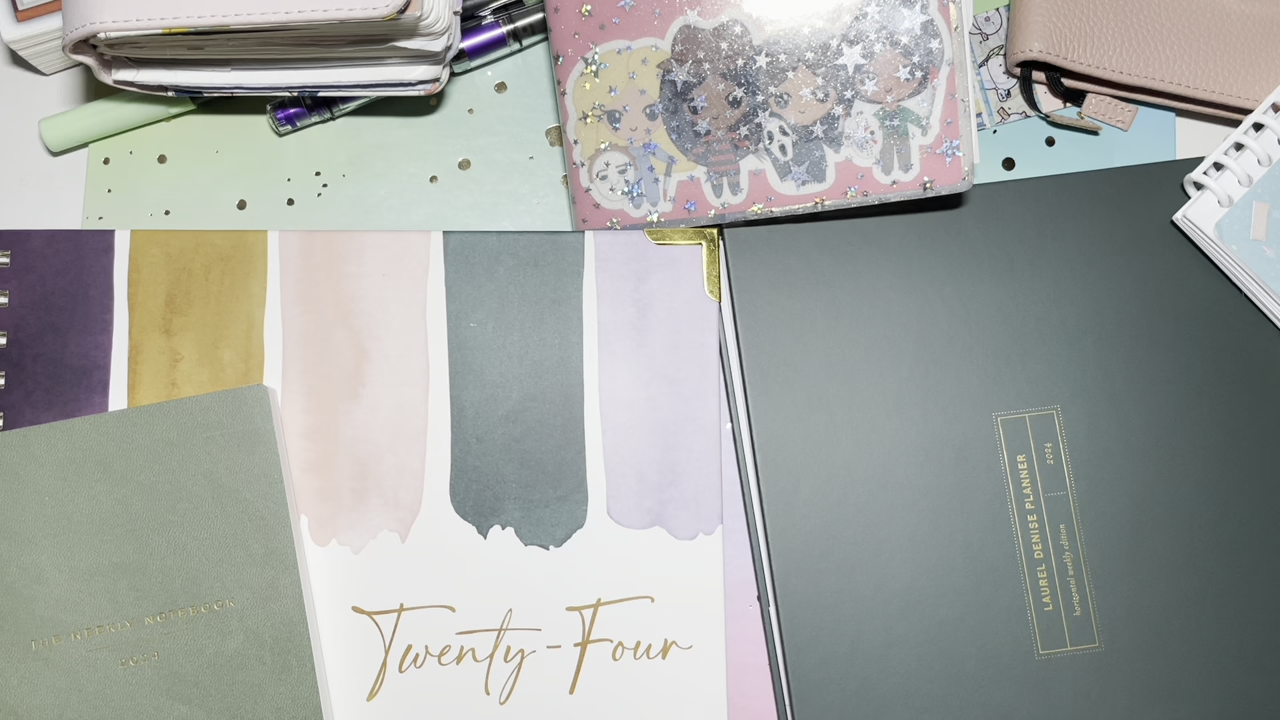 THE WEEKLY NOTEBOOK
2024
Twenty-Four
LAUREL DENISE PLANNER
2024
horizontal weekly edition